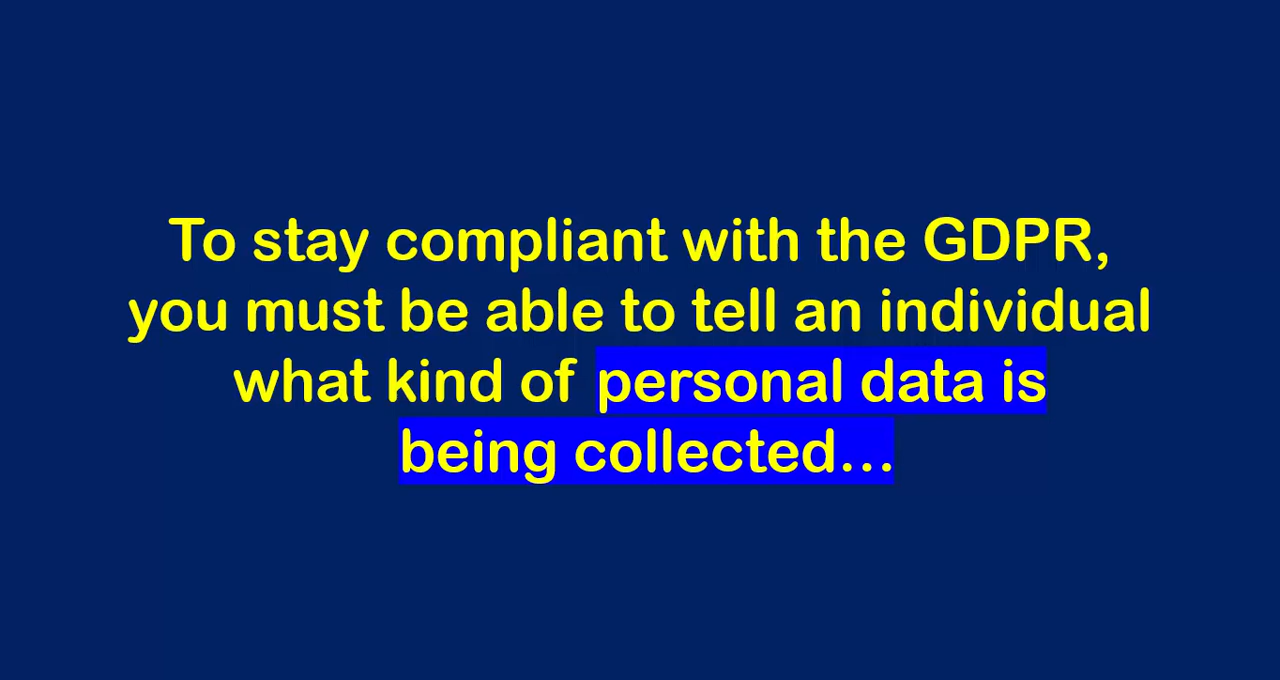 To stay compliant with the GDPR,
you must be able to tell an individual
what kind of personal data is
being collected...